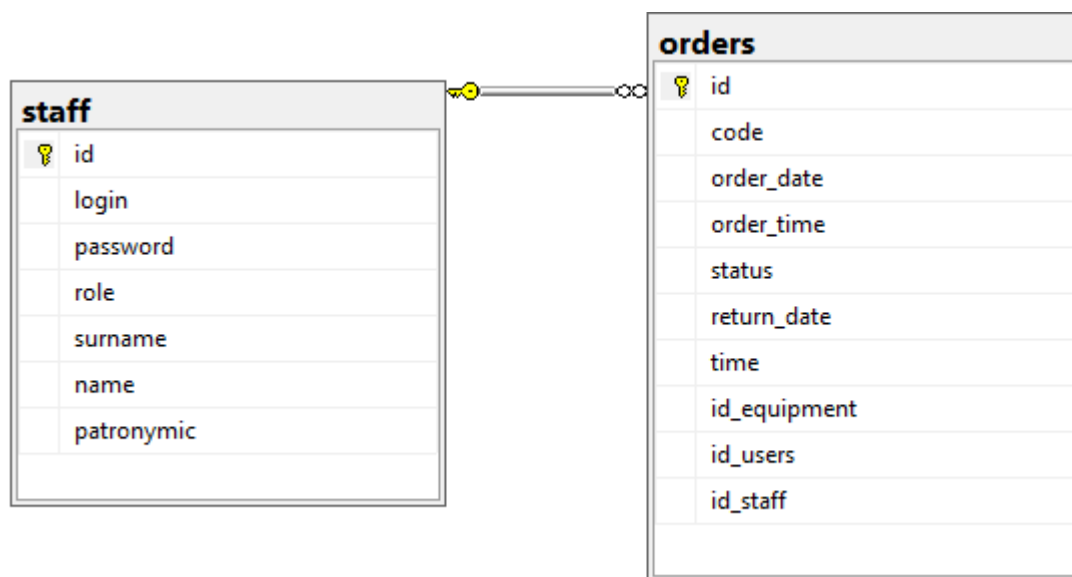 staff
id
login
password
role
surname
name
patronymic
orders
id
code
order_date
order_time
status
return_date
time
id_equipment
id_users
id_staff